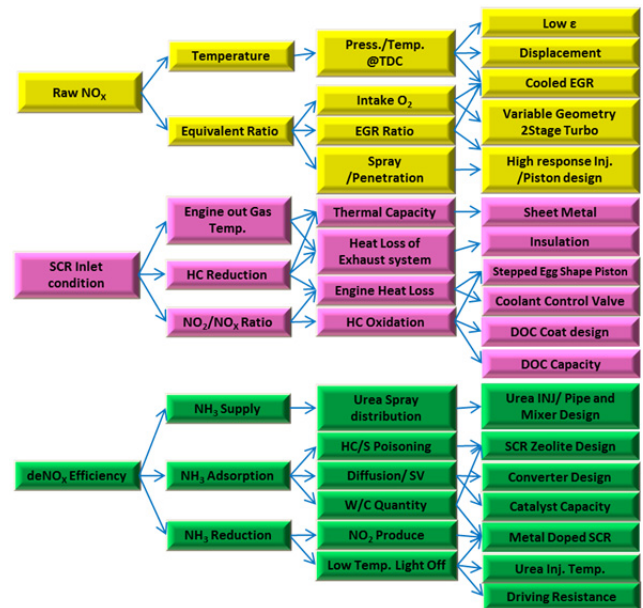 Raw NOX
Temperature
Equivalent Ratio
Press./Temp.
@TDC
Intake O2
EGR Ratio
Spray
/Penetration
Low ε
Displacement
Cooled EGR
Variable Geometry
2Stage Turbo
High response Inj.
/Piston design
SCR Inlet
condition
Engine out Gas
Temp.
HC Reduction
NO2/NOX Ratio
Thermal Capacity
Heat Loss of
Exhaust system
Engine Heat Loss
HC Oxidation
Sheet Metal
Insulation
Stepped Egg Shape Piston
Coolant Control Valve
DOC Coat design
DOC Capacity
deNOX Efficiency
NH3 Supply
NH3 Adsorption
NH3 Reduction
Urea Spray
distribution
HC/S Poisoning
Diffusion/ SV
W/C Quantity
NO2 Produce
Low Temp. Light Off
Urea INJ/ Pipe and
Mixer Design
SCR Zeolite Design
Converter Design
Catalyst Capacity
Metal Doped SCR
Urea Inj. Temp.
Driving Resistance